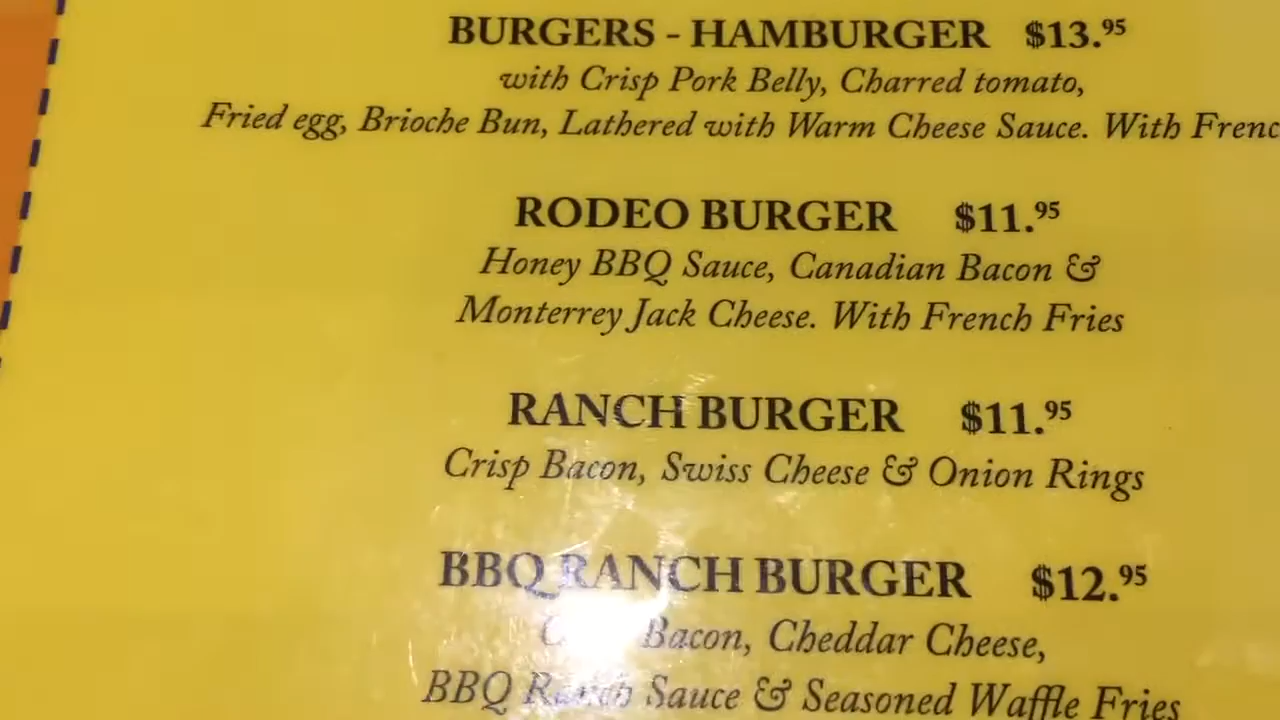 BURGERS - HAMBURGER $13.95
with Crisp Pork Belly, Charred tomato,
Fried egg, Brioche Bun, Lathered with Warm Cheese Sauce. With Frenc
RODEO BURGER $11.95
Honey BBQ Sauce, Canadian Bacon &
Monterrey Jack Cheese. With French Fries
RANCH BURGER $11.95
Crisp Bacon, Swiss Cheese & Onion Rings
BBQ RANCH BURGER $12.95
Bacon, Cheddar Cheese,
BBQ Ranch Sauce & Seasoned Waffle Fries